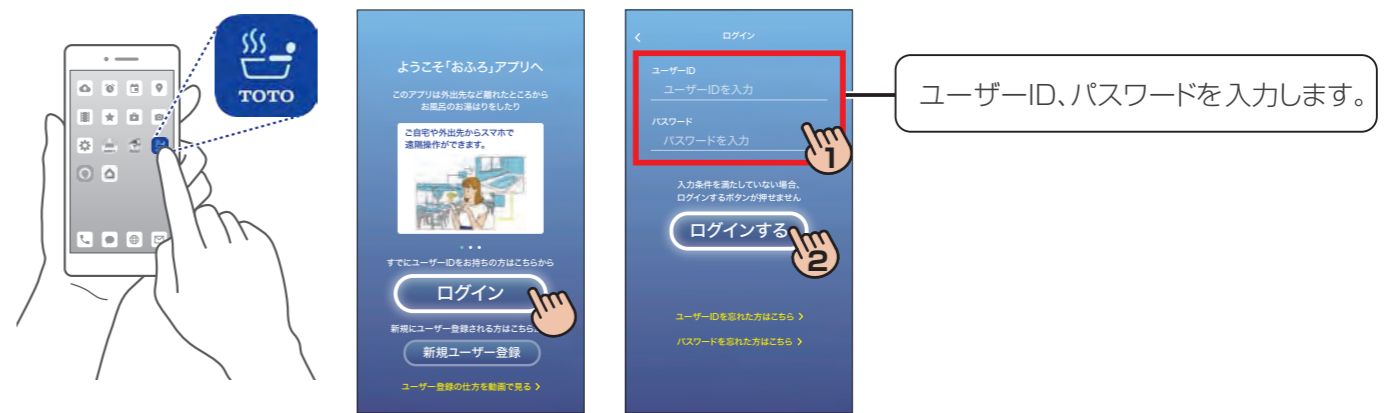 TOTO
ようこそ「おふろ」アプリへ
このアプリは外出先など離れたところから
お風呂のお湯はりをしたり
ご自宅や外出先からスマホで
遠隔操作ができます。
すでにユーザーIDをお持ちの方はこちらから
ログイン
新規にユーザー登録される方はこちら
新規ユーザー登録
ユーザー登録の仕方を動画で見る >
< ログイン
ユーザーID
ユーザーIDを入力
パスワード
パスワードを入力
1
入力条件を満たしていない場合、
ログインするボタンが押せません
ログインする
2
ユーザーIDを忘れた方はこちら >
パスワードを忘れた方はこちら >
ユーザーID、パスワードを入力します。